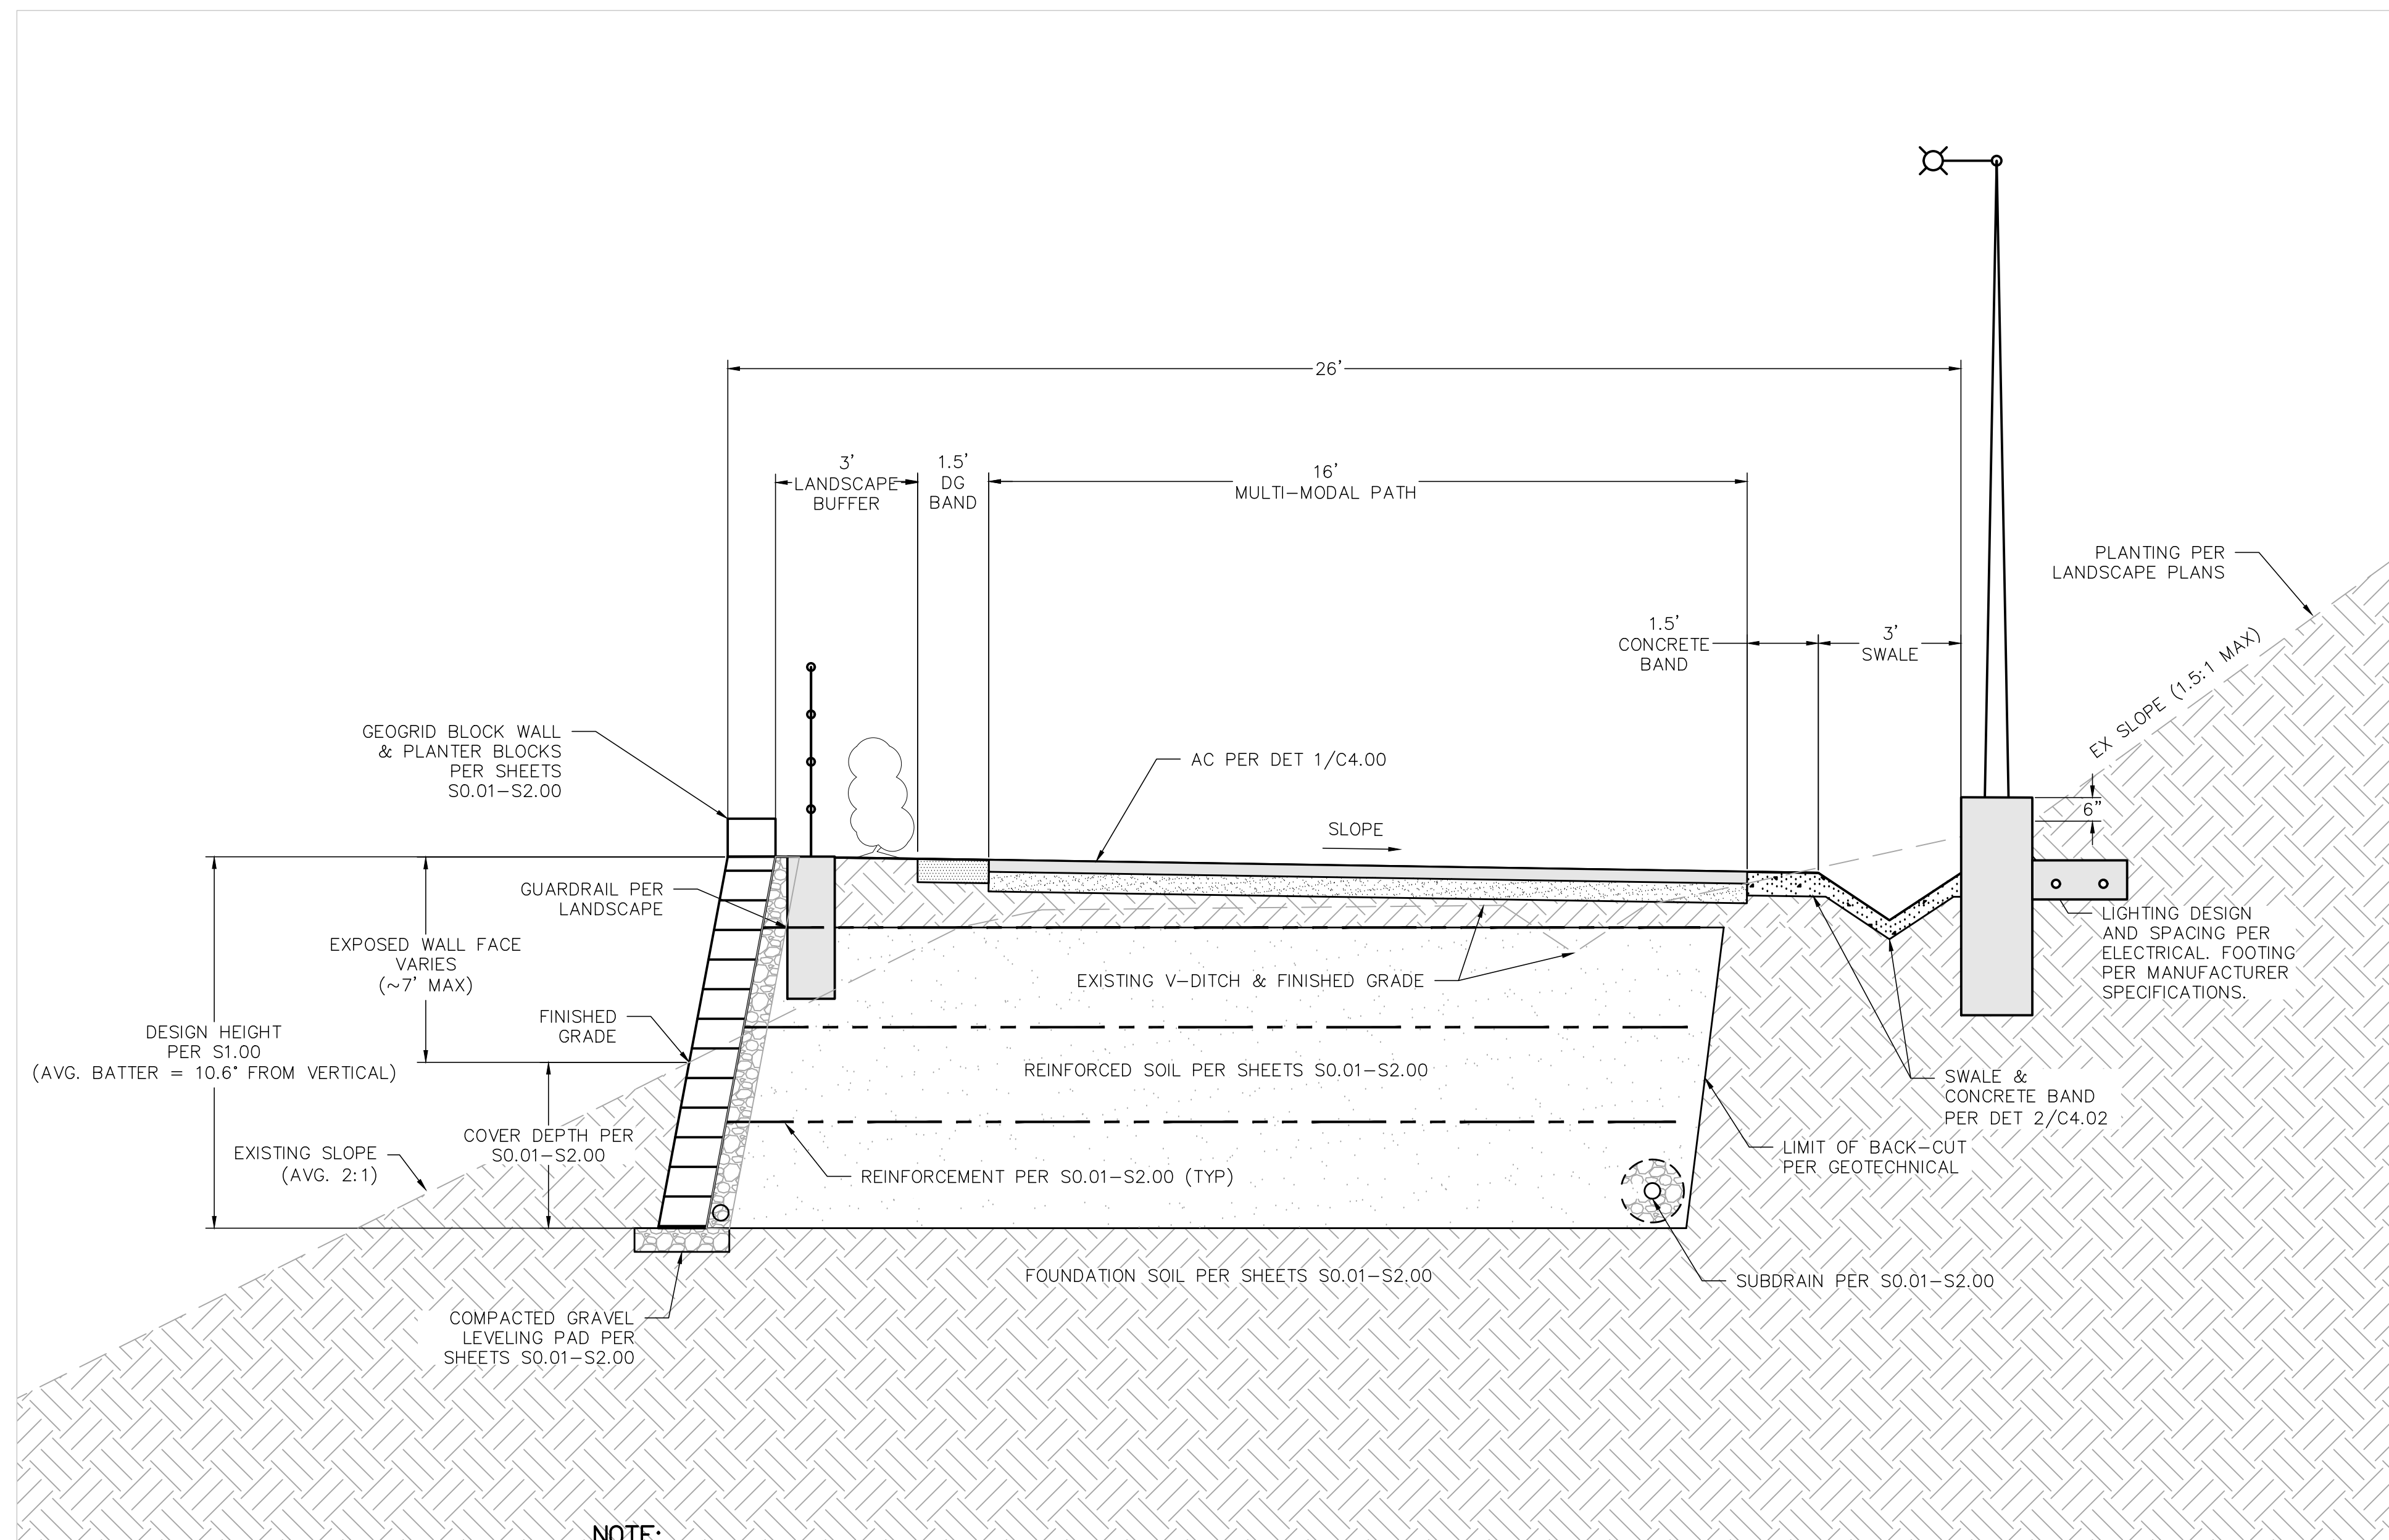 26'
3'
LANDSCAPE
BUFFER
1.5'
DG
BAND
16'
MULTI-MODAL PATH
PLANTING PER
LANDSCAPE PLANS
1.5'
CONCRETE
BAND
3'
SWALE
EX SLOPE (1.5:1 MAX)
GEOGRID BLOCK WALL
& PLANTER BLOCKS
PER SHEETS
S0.01-S2.00
AC PER DET 1/C4.00
SLOPE
6"
GUARDRAIL PER
LANDSCAPE
LIGHTING DESIGN
AND SPACING PER
ELECTRICAL. FOOTING
PER MANUFACTURER
SPECIFICATIONS.
EXPOSED WALL FACE
VARIES
(~7' MAX)
EXISTING V-DITCH & FINISHED GRADE
FINISHED
GRADE
DESIGN HEIGHT
PER S1.00
(AVG. BATTER = 10.6° FROM VERTICAL)
REINFORCED SOIL PER SHEETS S0.01-S2.00
SWALE &
CONCRETE BAND
PER DET 2/C4.02
COVER DEPTH PER
S0.01-S2.00
EXISTING SLOPE
(AVG. 2:1)
LIMIT OF BACK-CUT
PER GEOTECHNICAL
REINFORCEMENT PER S0.01-S2.00 (TYP)
FOUNDATION SOIL PER SHEETS S0.01-S2.00
SUBDRAIN PER S0.01-S2.00
COMPACTED GRAVEL
LEVELING PAD PER
SHEETS S0.01-S2.00
NOTE: